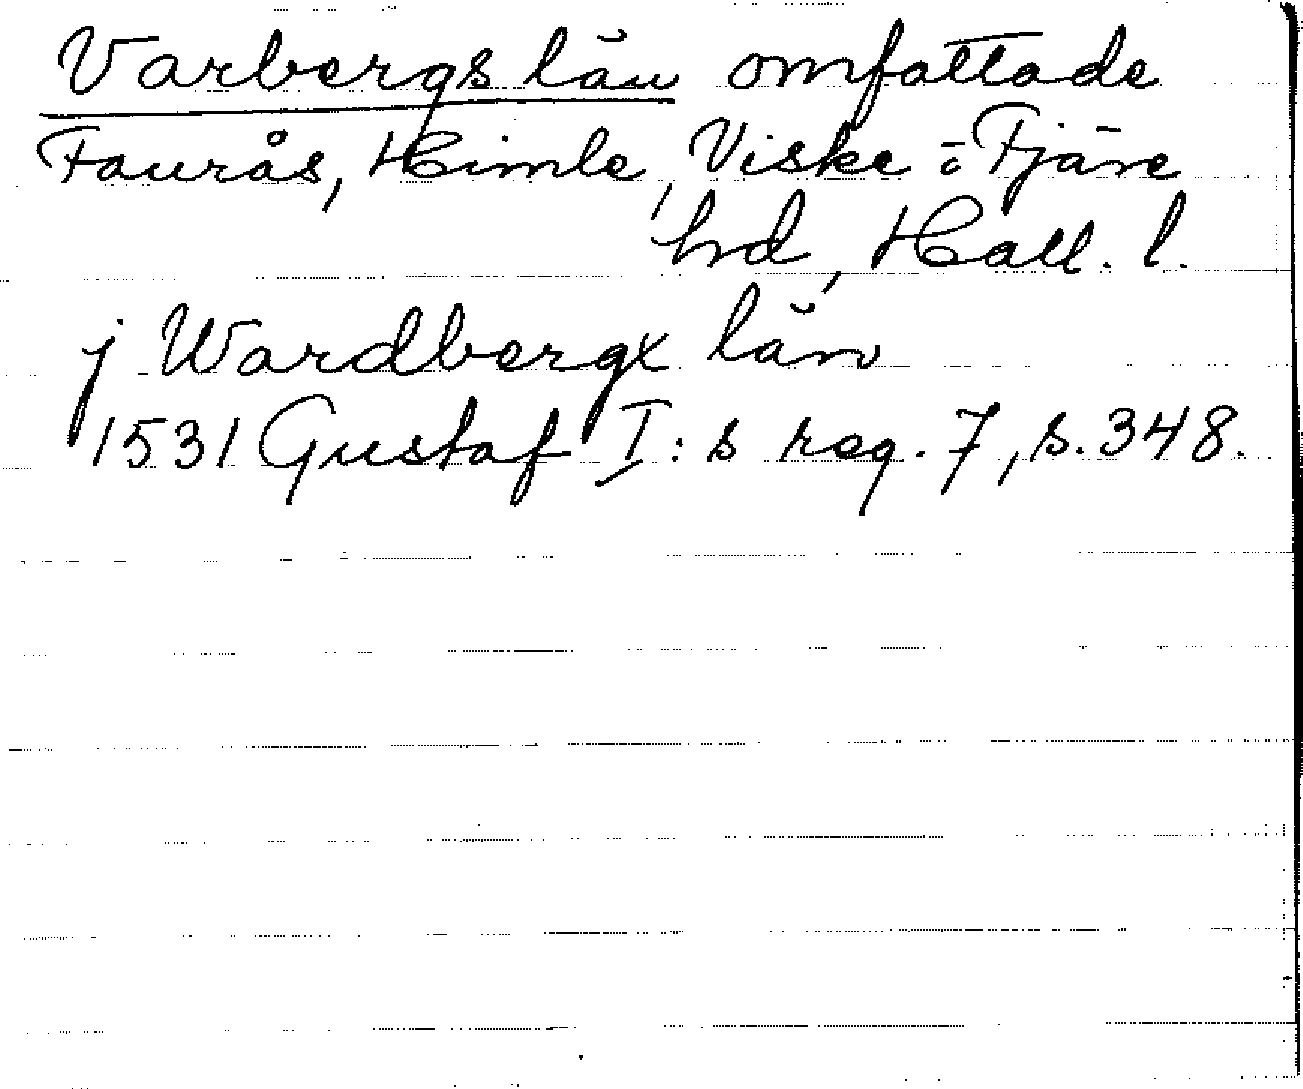 Varbergs län omfattade
Faurås, Himle, Viske o Fjäre
hd, Hall. l.
j Wardbergx län
1531 Gustaf I:s reg. 7, s. 348.